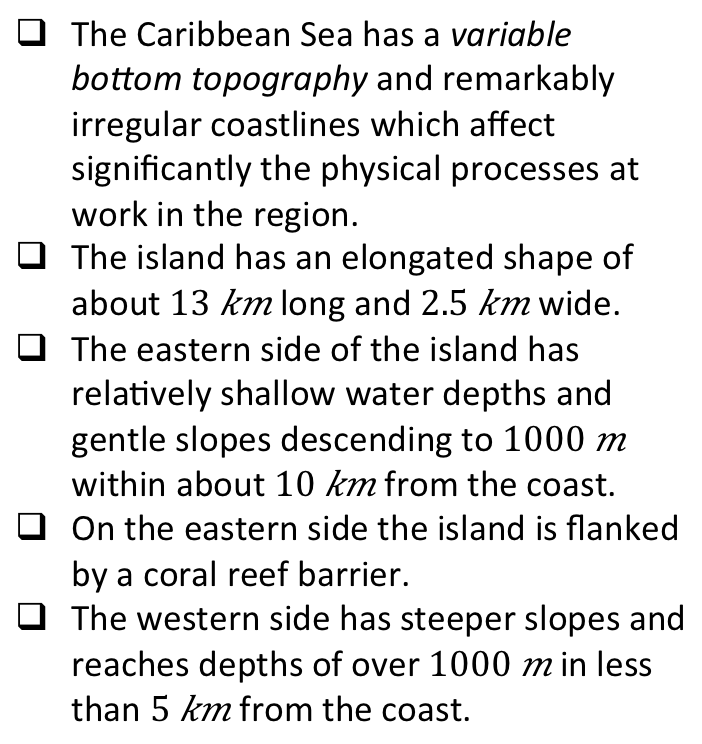 ❑ The Caribbean Sea has a variable
bottom topography and remarkably
irregular coastlines which affect
significantly the physical processes at
work in the region.
❑ The island has an elongated shape of
about 13 km long and 2.5 km wide.
❑ The eastern side of the island has
relatively shallow water depths and
gentle slopes descending to 1000 m
within about 10 km from the coast.
❑ On the eastern side the island is flanked
by a coral reef barrier.
❑ The western side has steeper slopes and
reaches depths of over 1000 m in less
than 5 km from the coast.